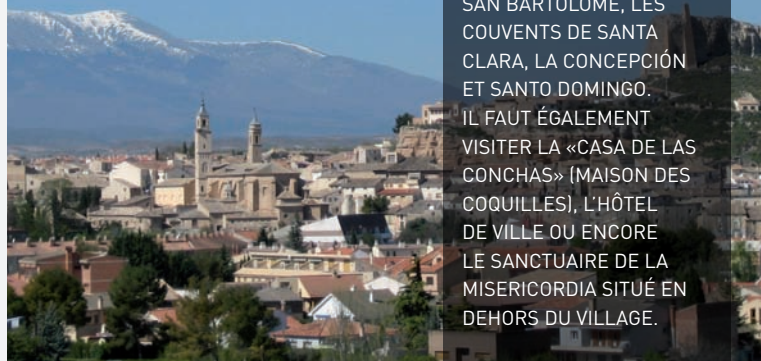 SAN BARTOLOMÉ, LES
COUVENTS DE SANTA
CLARA, LA CONCEPCIÓN
ET SANTO DOMINGO.
IL FAUT ÉGALEMENT
VISITER LA «CASA DE LAS
CONCHAS» (MAISON DES
COQUILLES), L’HÔTEL
DE VILLE OU ENCORE
LE SANCTUAIRE DE LA
MISERICORDIA SITUÉ EN
DEHORS DU VILLAGE.